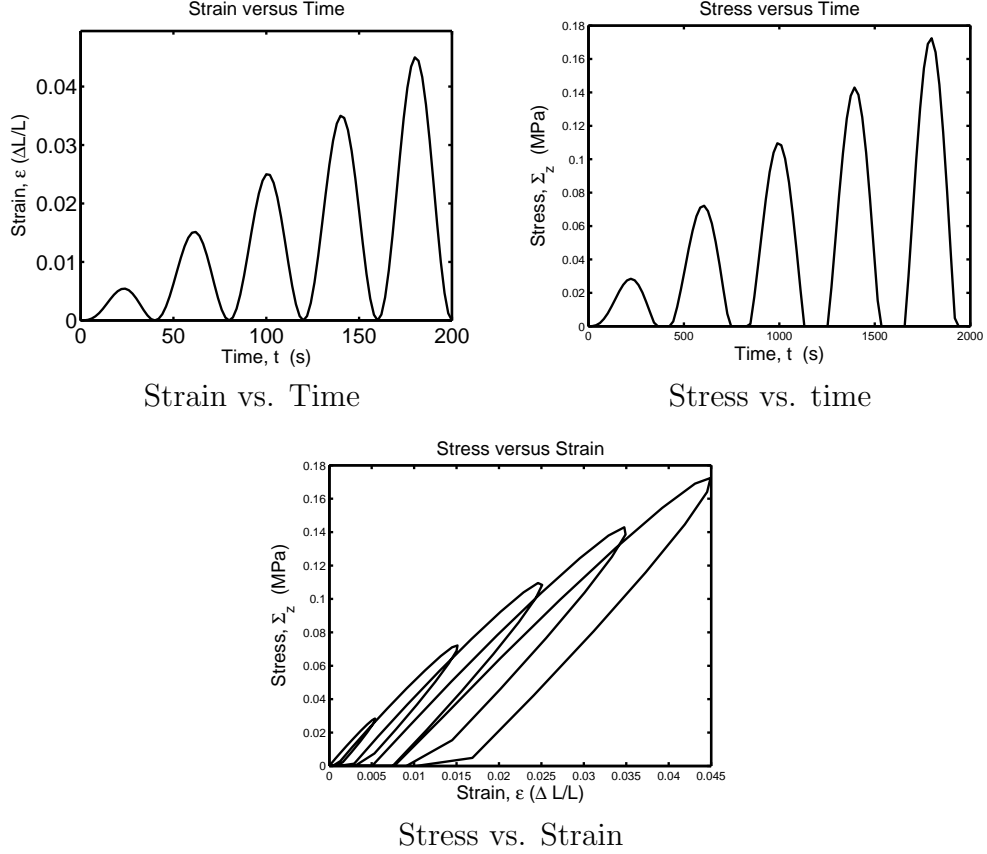 Strain versus Time
Strain, ε (ΔL/L)
0.04
0.03
0.02
0.01
0
0 50 100 150 200
Time, t (s)
Strain vs. Time
Stress versus Time
Stress, Σz (MPa)
0.18
0.16
0.14
0.12
0.1
0.08
0.06
0.04
0.02
0
0 500 1000 1500 2000
Time, t (s)
Stress vs. time
Stress versus Strain
Stress, Σz (MPa)
0.18
0.16
0.14
0.12
0.1
0.08
0.06
0.04
0.02
0
0 0.005 0.01 0.015 0.02 0.025 0.03 0.035 0.04 0.045
Strain, ε (Δ L/L)
Stress vs. Strain